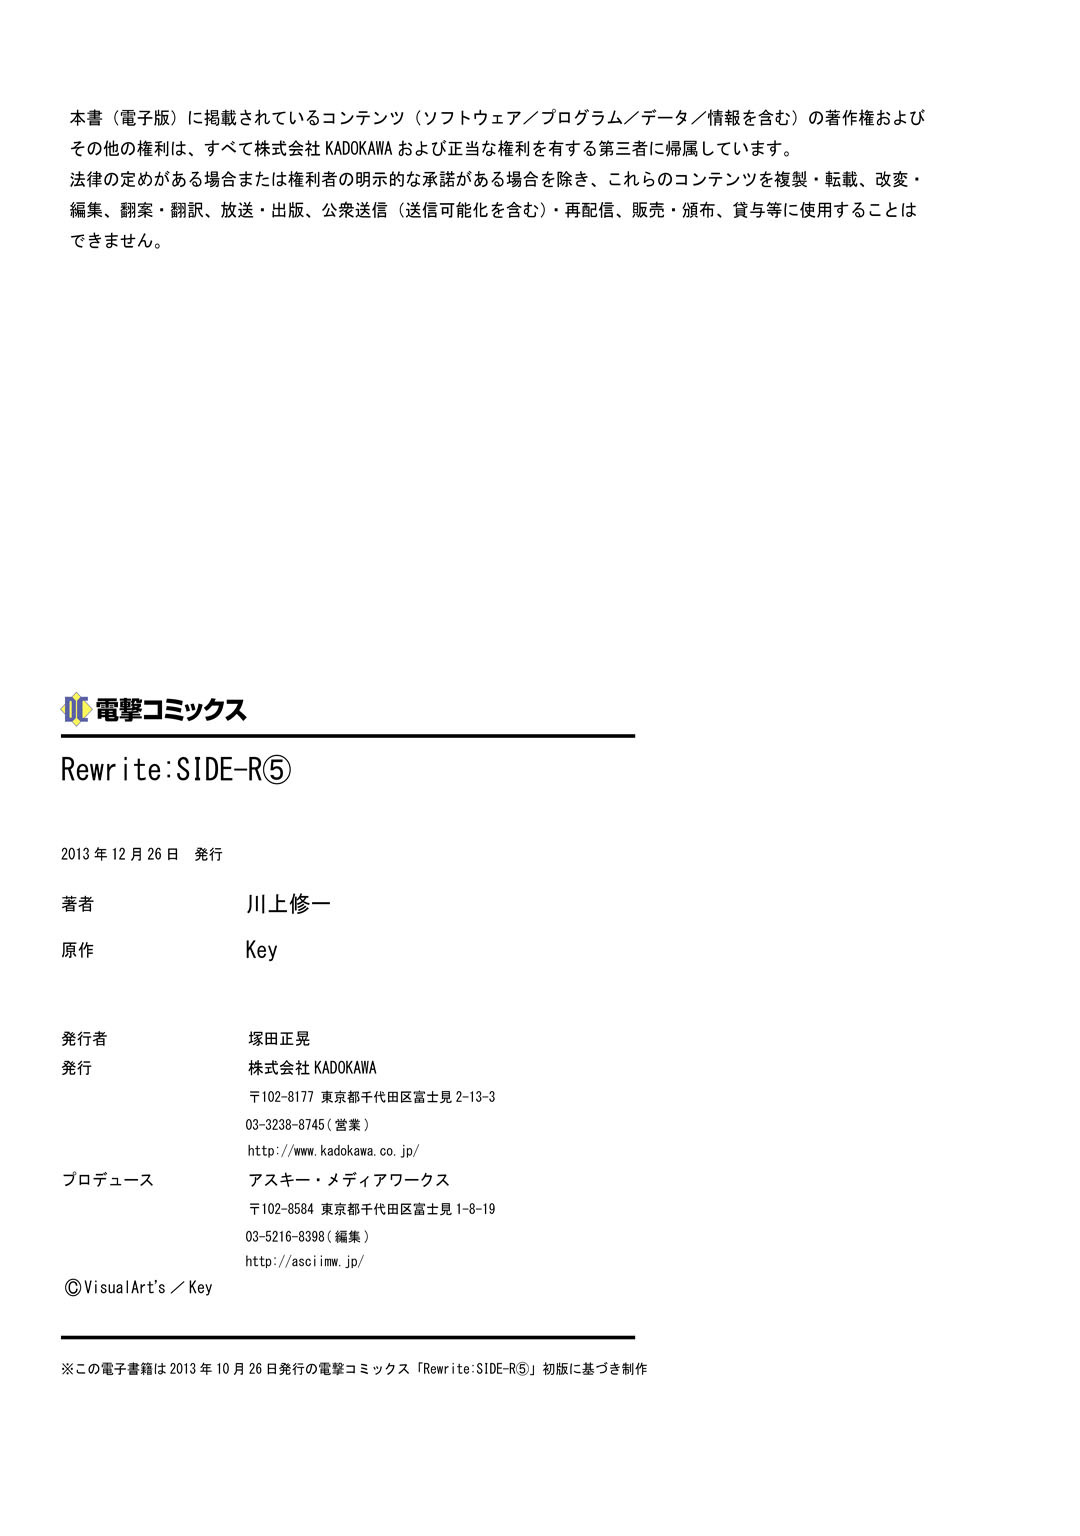 本書（電子版）に掲載されているコンテンツ（ソフトウェア／プログラム／データ／情報を含む）の著作権および
その他の権利は、すべて株式会社 KADOKAWA および正当な権利を有する第三者に帰属しています。
法律の定めがある場合または権利者の明示的な承諾がある場合を除き、これらのコンテンツを複製・転載、改変・
編集、翻案・翻訳、放送・出版、公衆送信（送信可能化を含む）・再配信、販売・頒布、貸与等に使用することは
できません。
DC 電撃コミックス
Rewrite:SIDE-R⑤
2013 年 12 月 26 日　発行
著者　川上修一
原作　Key
発行者　塚田正晃
発行　株式会社 KADOKAWA
〒102-8177 東京都千代田区富士見 2-13-3
03-3238-8745(営業)
http://www.kadokawa.co.jp/
プロデュース　アスキー・メディアワークス
〒102-8584 東京都千代田区富士見 1-8-19
03-5216-8398(編集)
http://asciimw.jp/
©VisualArt's／Key
※この電子書籍は 2013 年 10 月 26 日発行の電撃コミックス「Rewrite:SIDE-R⑤」初版に基づき制作